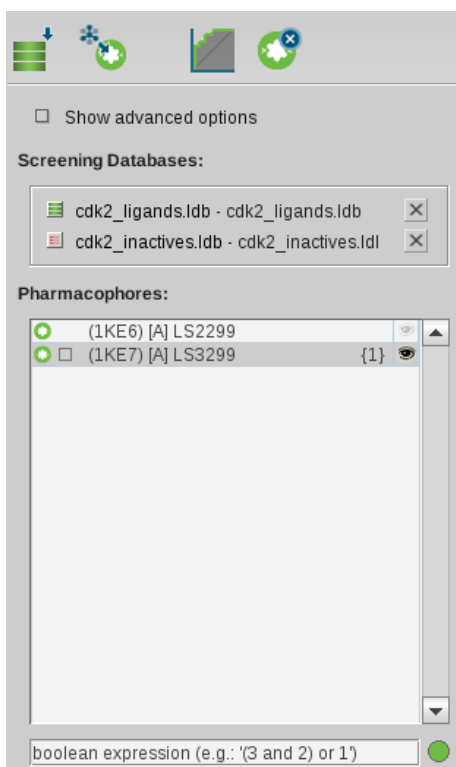 Show advanced options
Screening Databases:
cdk2_ligands.ldb - cdk2_ligands.ldb
cdk2_inactives.ldb - cdk2_inactives.ldl
Pharmacophores:
(1KE6) [A] LS2299
(1KE7) [A] LS3299 {1}
boolean expression (e.g.: '(3 and 2) or 1')